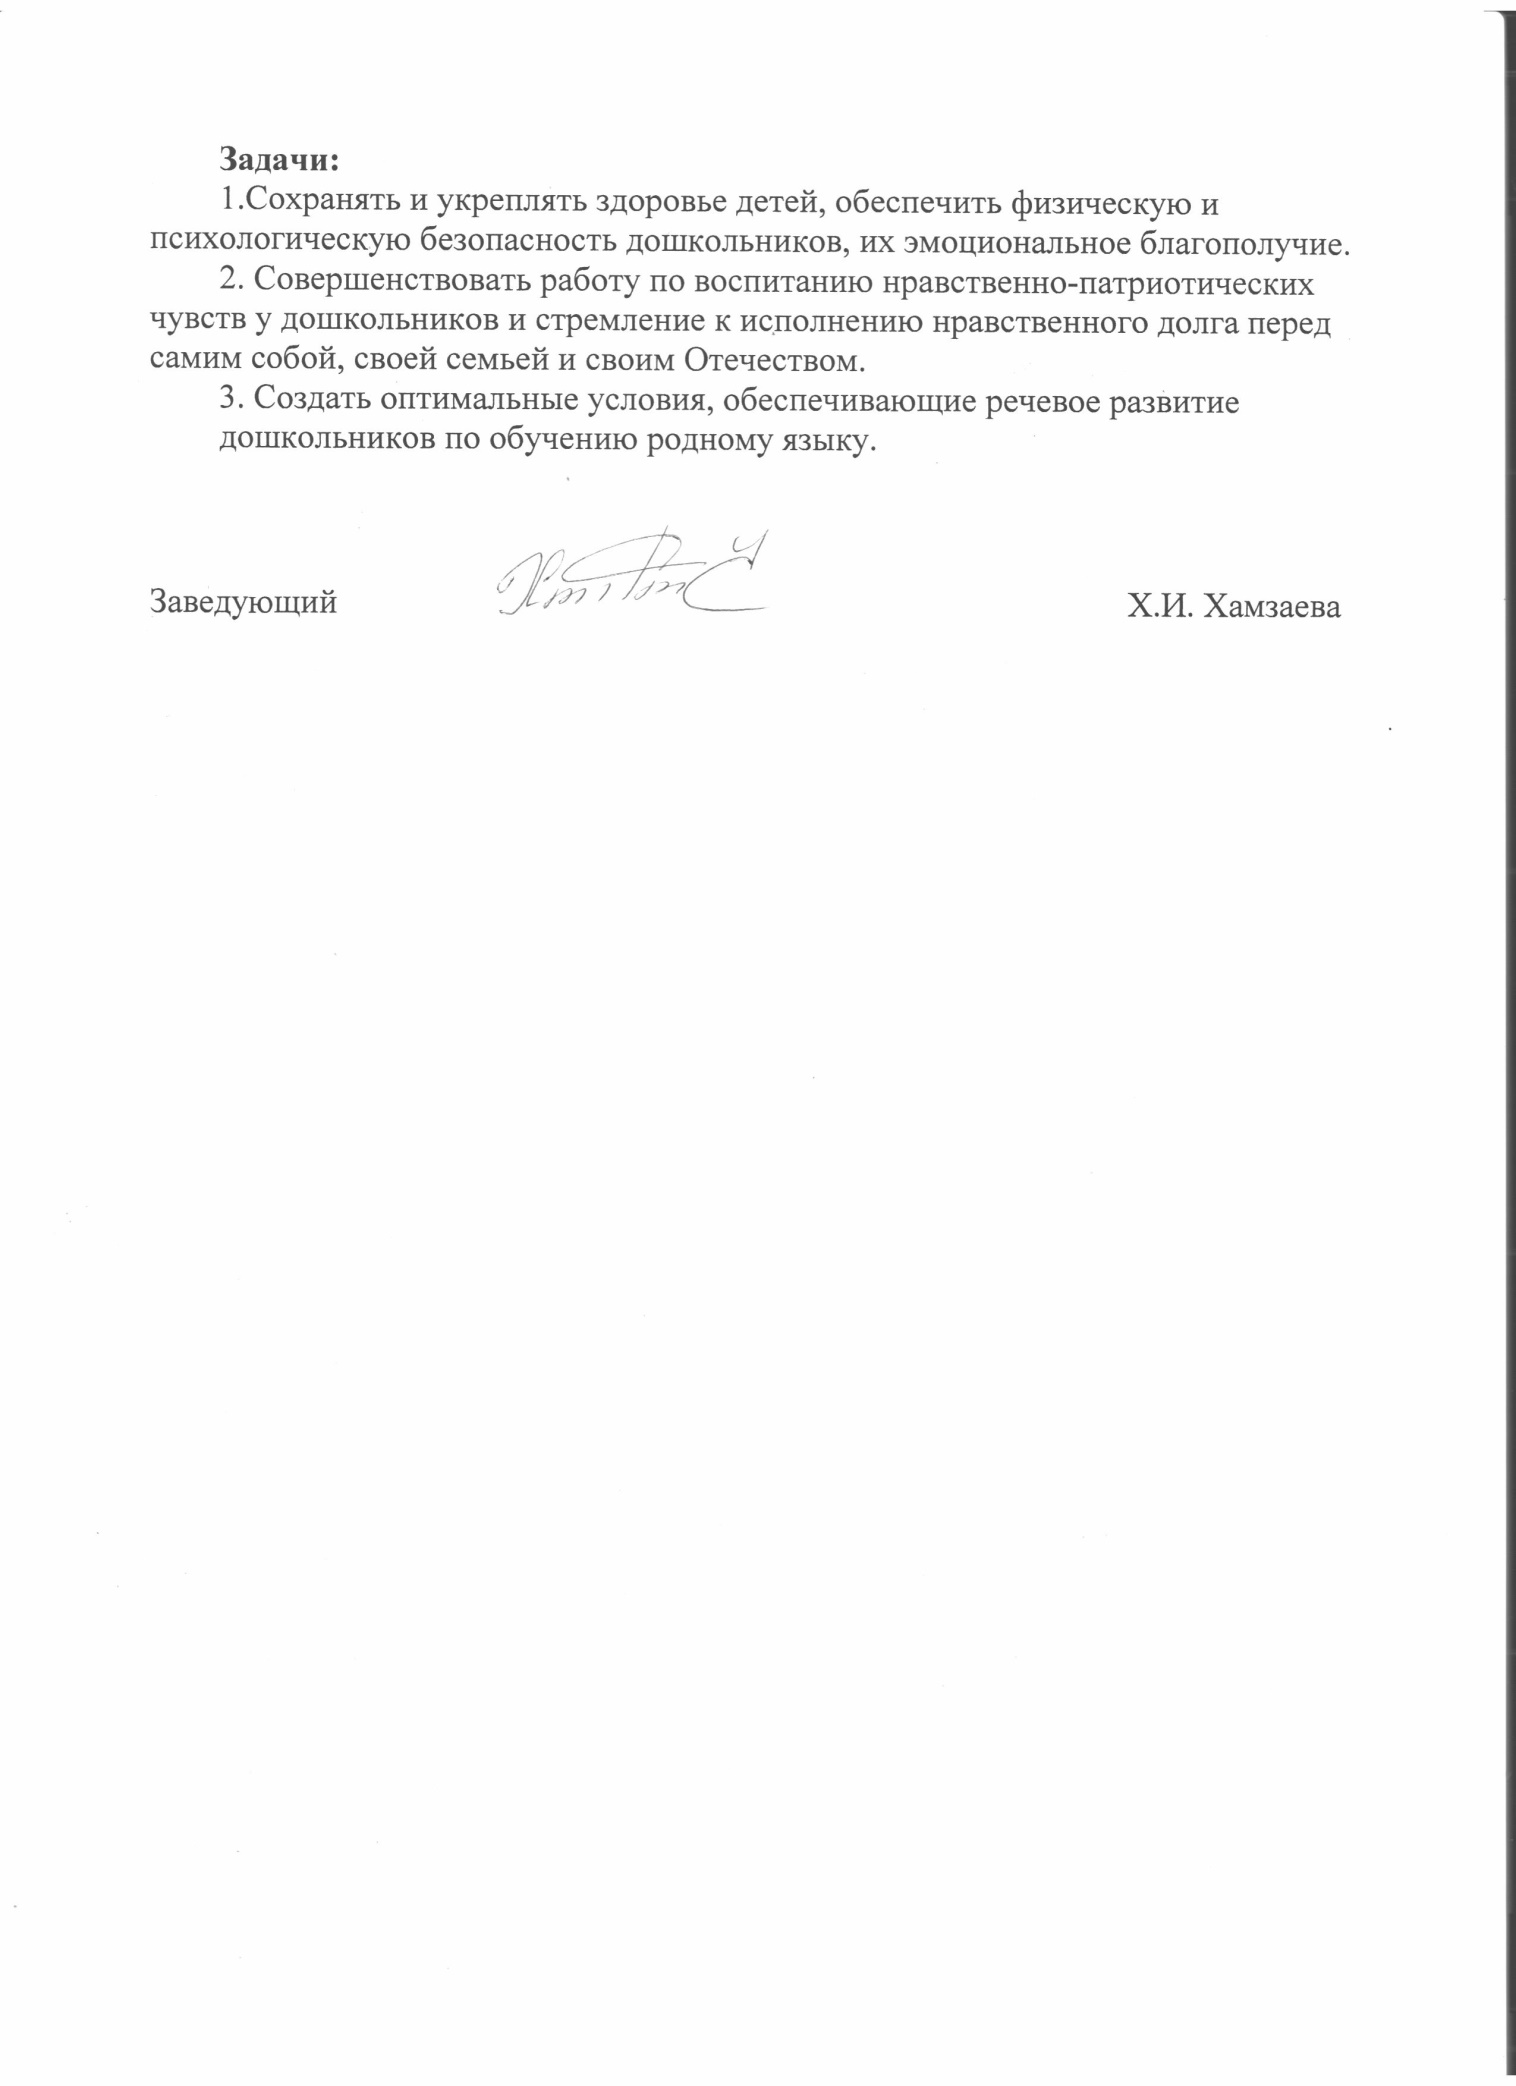 Задачи:
1.Сохранять и укреплять здоровье детей, обеспечить физическую и
психологическую безопасность дошкольников, их эмоциональное благополучие.
2. Совершенствовать работу по воспитанию нравственно-патриотических
чувств у дошкольников и стремление к исполнению нравственного долга перед
самим собой, своей семьей и своим Отечеством.
3. Создать оптимальные условия, обеспечивающие речевое развитие
дошкольников по обучению родному языку.
Заведующий Х.И. Хамзаева